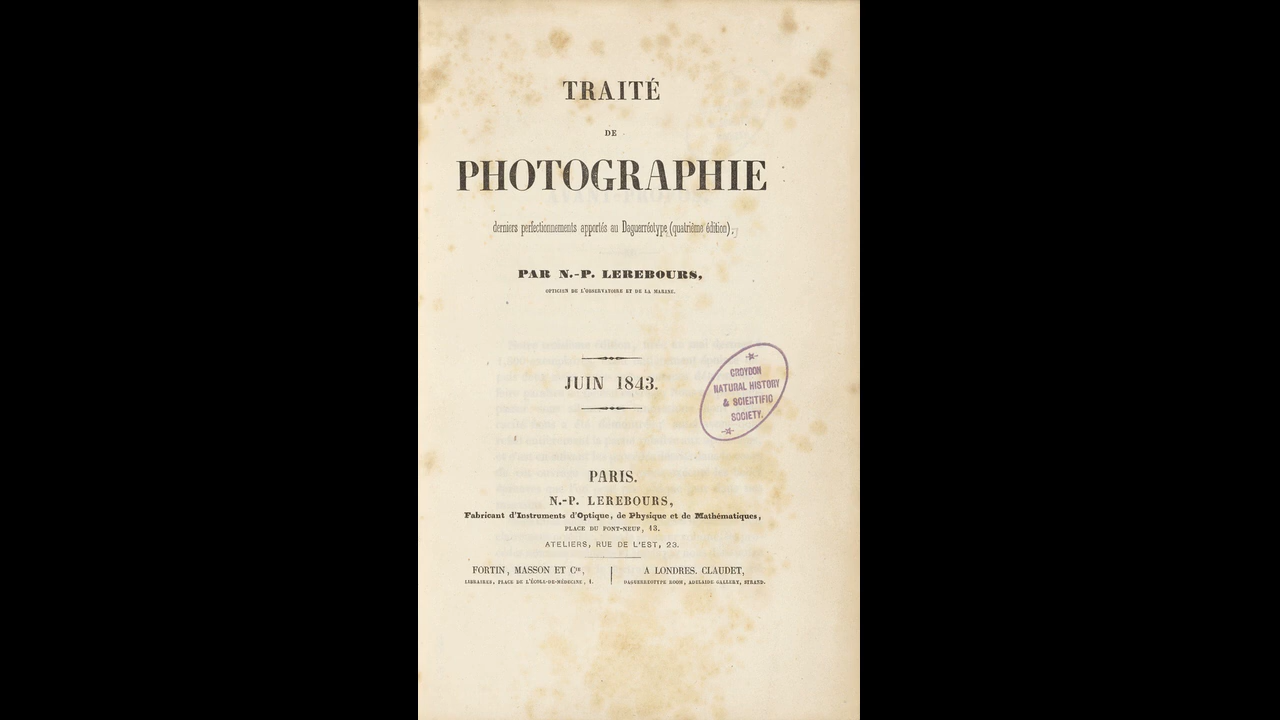 TRAITÉ
DE
PHOTOGRAPHIE
derniers perfectionnements apportés au Daguerréotype (quatrième édition),
PAR N.-P. LEREBOURS,
OPTICIEN DE L'OBSERVATOIRE ET DE LA MARINE.
JUIN 1843.
CROYDON
NATURAL HISTORY
& SCIENTIFIC
SOCIETY.
PARIS.
N.-P. LEREBOURS,
Fabricant d'Instruments d'Optique, de Physique et de Mathématiques,
PLACE DU PONT-NEUF, 13.
ATELIERS, RUE DE L'EST, 23.
FORTIN, MASSON ET Cie,
LIBRAIRES, PLACE DE L'ÉCOLE-DE-MÉDECINE, 1.
A LONDRES. CLAUDET,
DAGUERREOTYPE ROOM, ADELAIDE GALLERY, STRAND.